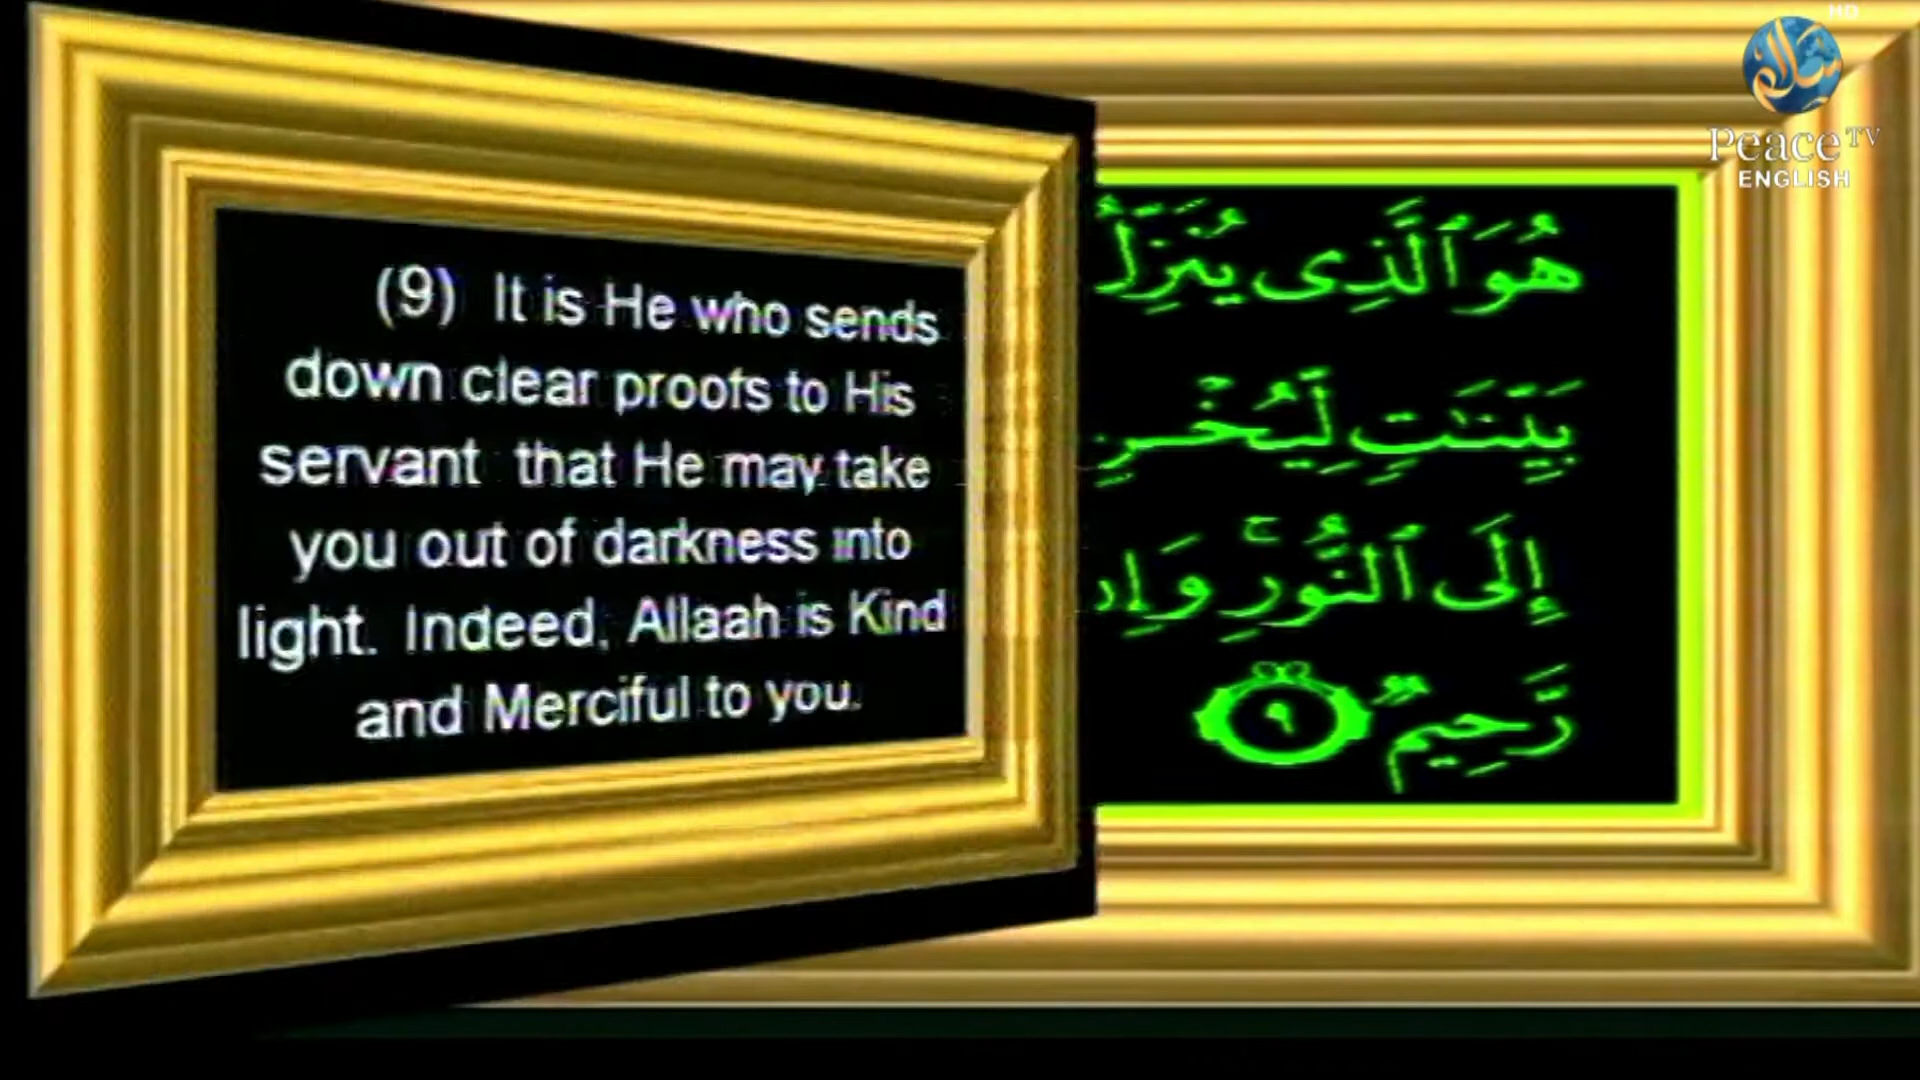 (9) It is He who sends
down clear proofs to His
servant that He may take
you out of darkness into
light. Indeed, Allaah is Kind
and Merciful to you.
هُوَ ٱلَّذِى يُنَزِّلُ
بَيِّنَـٰتٍ لِّيُخْرِ
إِلَى ٱلنُّورِ ۚ وَإِ
رَّحِيمٌ ٩
HD
Peace TV
ENGLISH